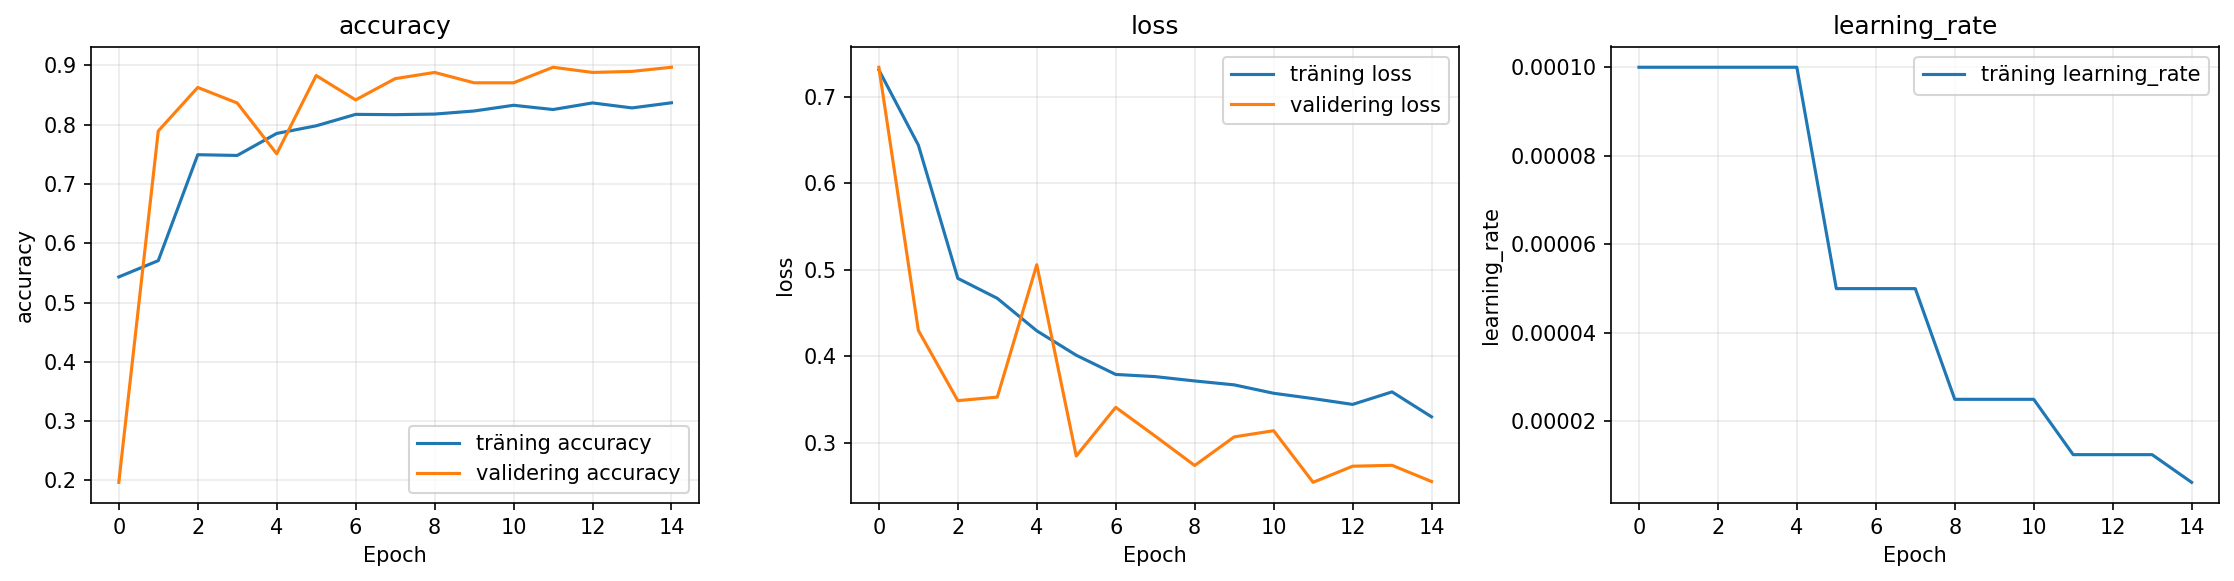 accuracy
0.9
0.8
0.7
0.6
0.5
0.4
0.3
0.2
accuracy
träning accuracy
validering accuracy
0 2 4 6 8 10 12 14
Epoch
loss
0.7
0.6
0.5
0.4
0.3
loss
träning loss
validering loss
0 2 4 6 8 10 12 14
Epoch
learning_rate
0.00010
0.00008
0.00006
0.00004
0.00002
learning_rate
träning learning_rate
0 2 4 6 8 10 12 14
Epoch